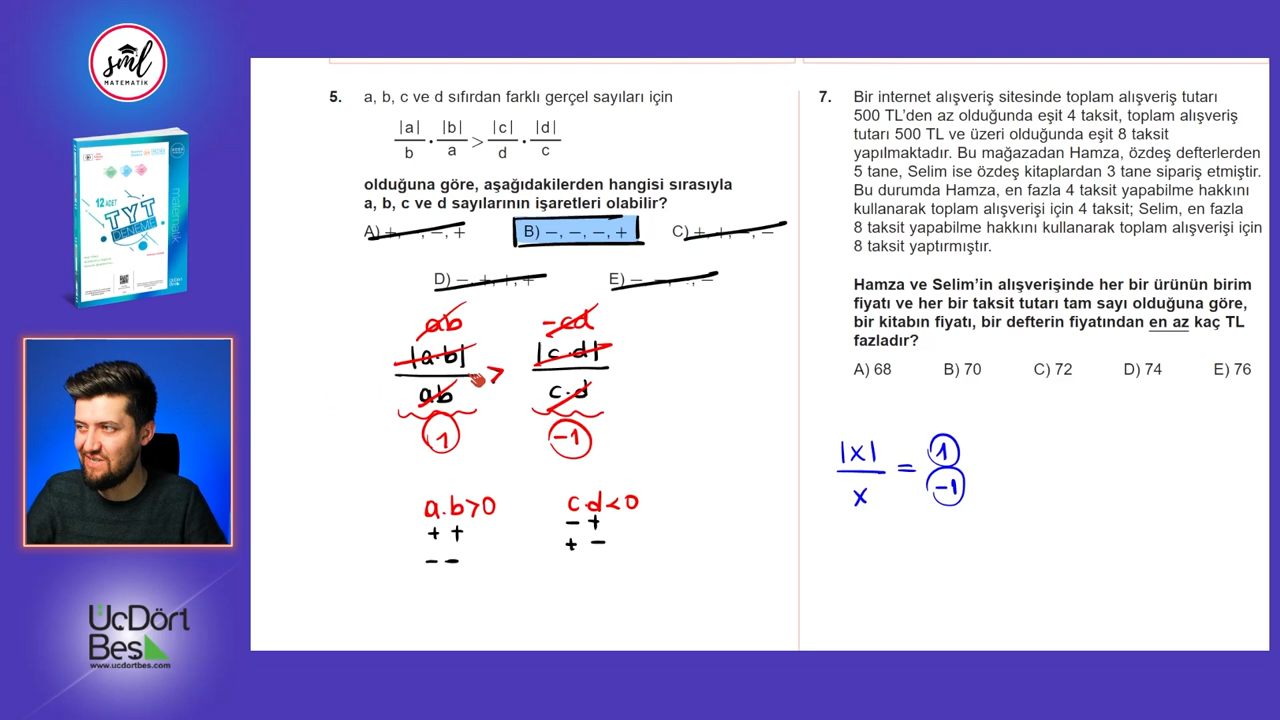 sml
MATEMATİK
12 ADET
TYT
DENEME
matematik
ÜçDört
Beş
www.ucdortbes.com
5. a, b, c ve d sıfırdan farklı gerçel sayıları için
|a|/b · |b|/a > |c|/d · |d|/c
olduğuna göre, aşağıdakilerden hangisi sırasıyla
a, b, c ve d sayılarının işaretleri olabilir?
A) +, −, −, + B) −, −, −, + C) +, +, −, −
D) −, +, +, + E) −
ab -cd
|a·b| > |c·d|
ab c·d
1 -1
a·b>0 c·d<0
+ + − +
− − + −
7. Bir internet alışveriş sitesinde toplam alışveriş tutarı
500 TL'den az olduğunda eşit 4 taksit, toplam alışveriş
tutarı 500 TL ve üzeri olduğunda eşit 8 taksit
yapılmaktadır. Bu mağazadan Hamza, özdeş defterlerden
5 tane, Selim ise özdeş kitaplardan 3 tane sipariş etmiştir.
Bu durumda Hamza, en fazla 4 taksit yapabilme hakkını
kullanarak toplam alışverişi için 4 taksit; Selim, en fazla
8 taksit yapabilme hakkını kullanarak toplam alışverişi için
8 taksit yaptırmıştır.
Hamza ve Selim'in alışverişinde her bir ürünün birim
fiyatı ve her bir taksit tutarı tam sayı olduğuna göre,
bir kitabın fiyatı, bir defterin fiyatından en az kaç TL
fazladır?
A) 68 B) 70 C) 72 D) 74 E) 76
|x| = 1
x -1